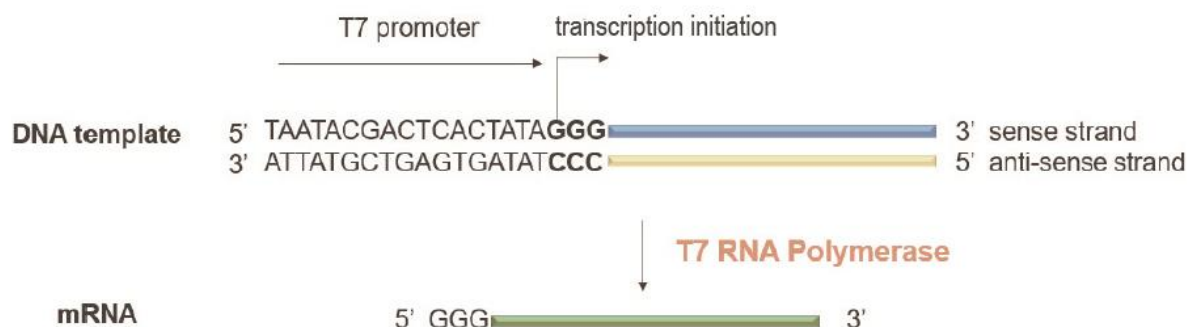 T7 promoter transcription initiation
DNA template 5' TAATACGACTCACTATAGGG 3' sense strand
3' ATTATGCTGAGTGATATCCC 5' anti-sense strand
T7 RNA Polymerase
mRNA 5' GGG 3'